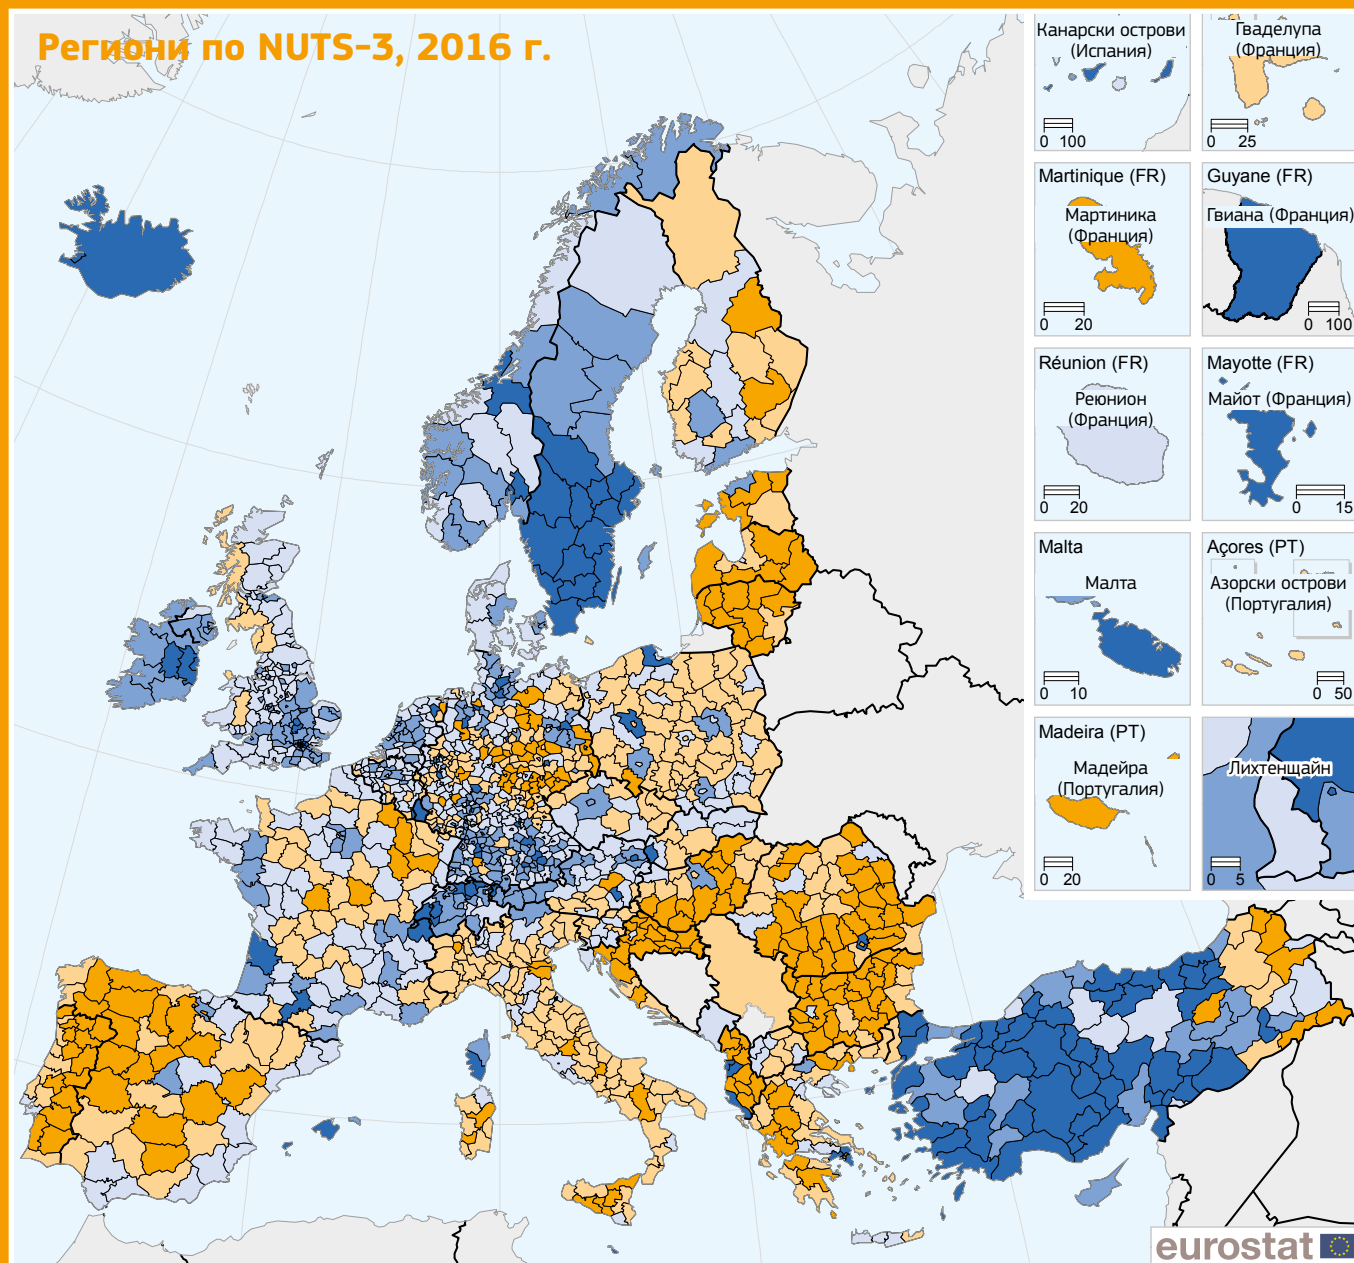 Региони по NUTS-3, 2016 г.
Канарски острови
(Испания)
0 100
Гваделупа
(Франция)
0 25
Martinique (FR)
Мартиника
(Франция)
0 20
Guyane (FR)
Гвиана (Франция)
0 100
Réunion (FR)
Реюнион
(Франция)
0 20
Mayotte (FR)
Майот (Франция)
0 15
Malta
Малта
0 10
Açores (PT)
Азорски острови
(Португалия)
0 50
Madeira (PT)
Мадейра
(Португалия)
0 20
Лихтенщайн
0 5
eurostat